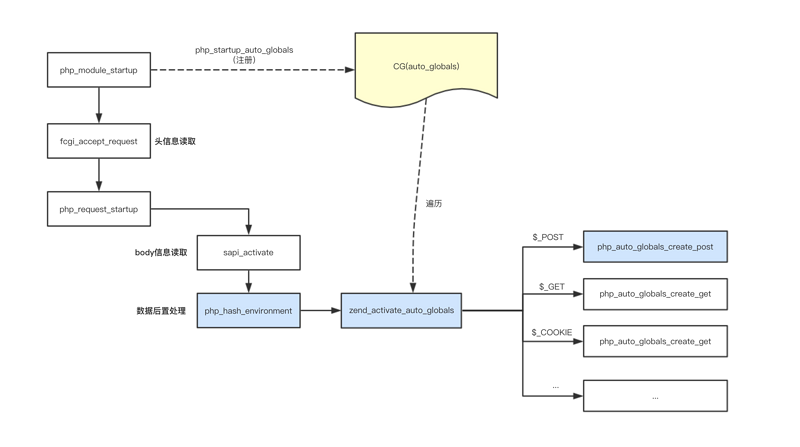 php_startup_auto_globals
(注册)
php_module_startup
CG(auto_globals)
fcgi_accept_request
头信息读取
php_request_startup
遍历
body信息读取
sapi_activate
$_POST
php_auto_globals_create_post
数据后置处理
php_hash_environment
zend_activate_auto_globals
$_GET
php_auto_globals_create_get
$_COOKIE
php_auto_globals_create_get
...
...